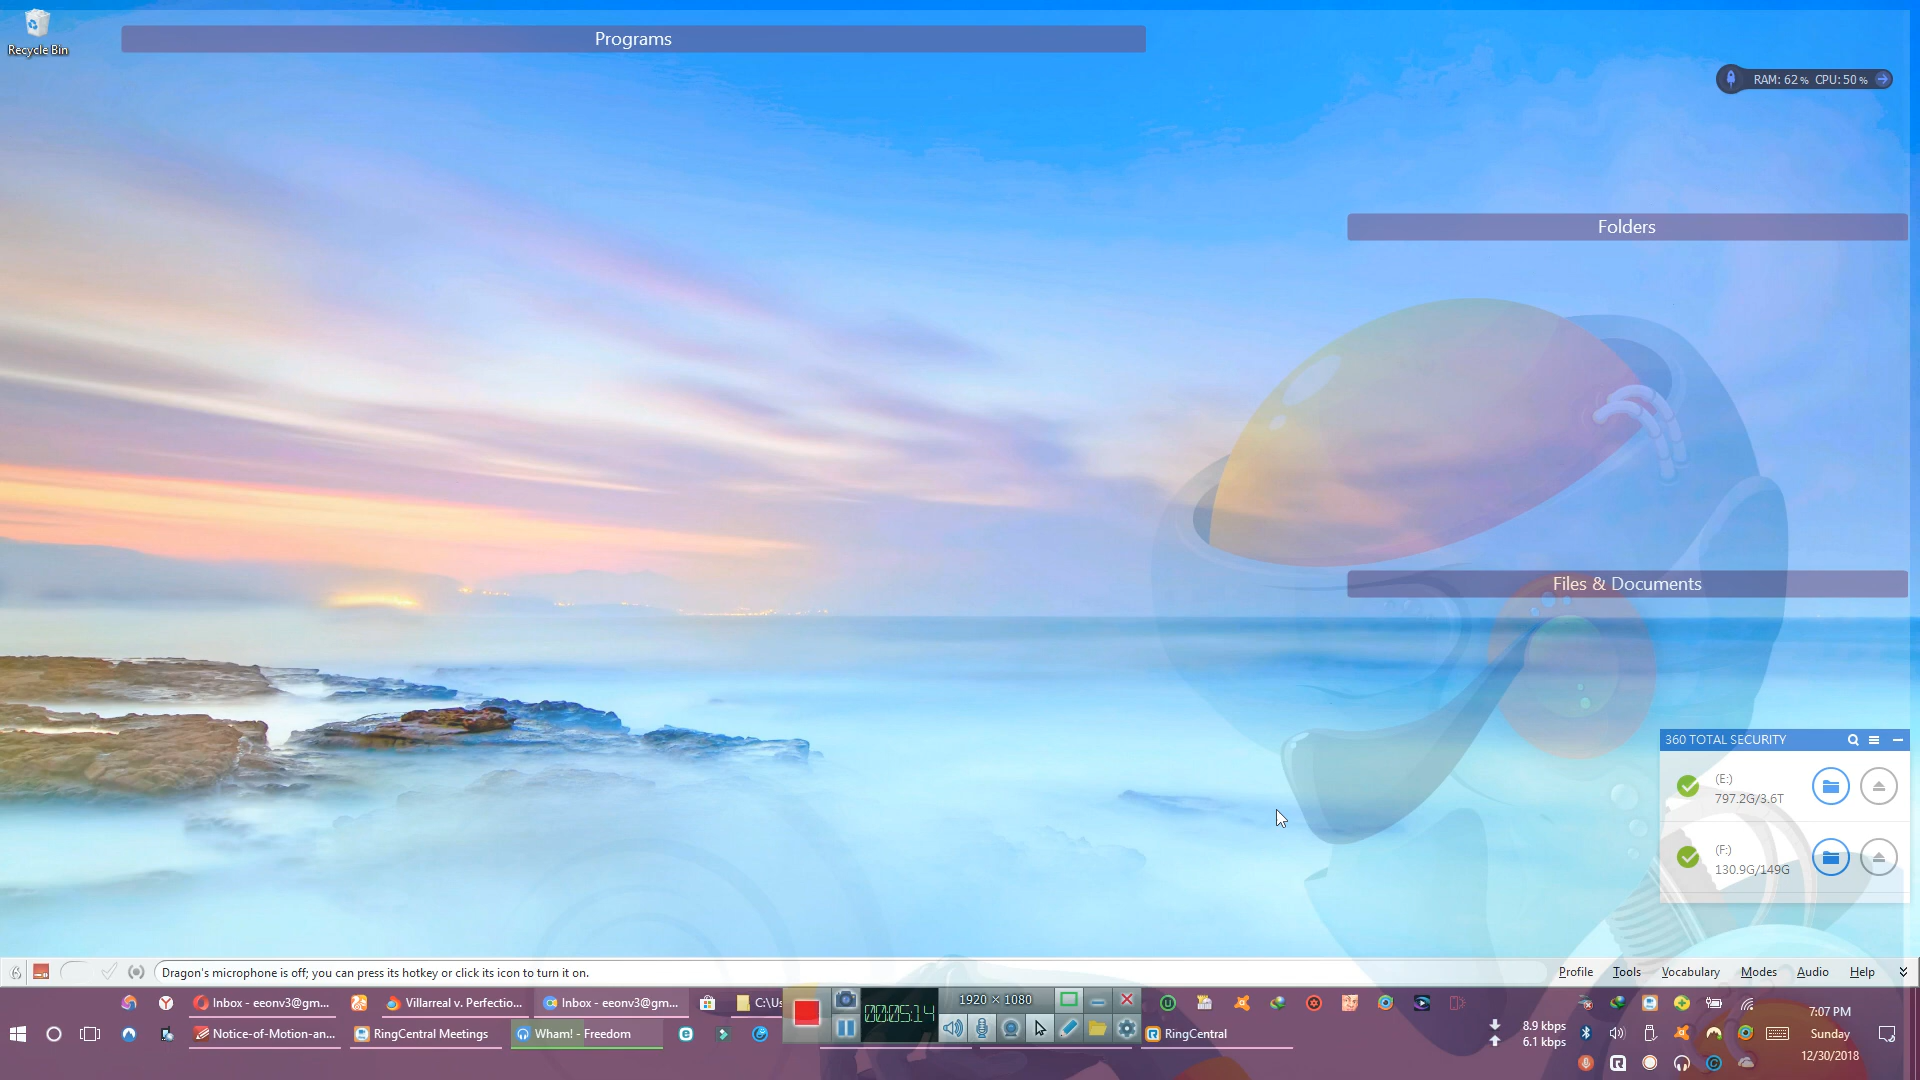 Recycle Bin
Programs
RAM: 62 % CPU: 50 %
Folders
Files & Documents
360 TOTAL SECURITY
(E:)
797.2G/3.6T
(F:)
130.9G/149G
Dragon's microphone is off; you can press its hotkey or click its icon to turn it on.
Profile Tools Vocabulary Modes Audio Help
Inbox - eeonv3@gm...
Villarreal v. Perfectio...
Inbox - eeonv3@gm...
C:\Us
1920 × 1080
00:05:14
Notice-of-Motion-an...
RingCentral Meetings
Wham! - Freedom
RingCentral
8.9 kbps
6.1 kbps
7:07 PM
Sunday
12/30/2018